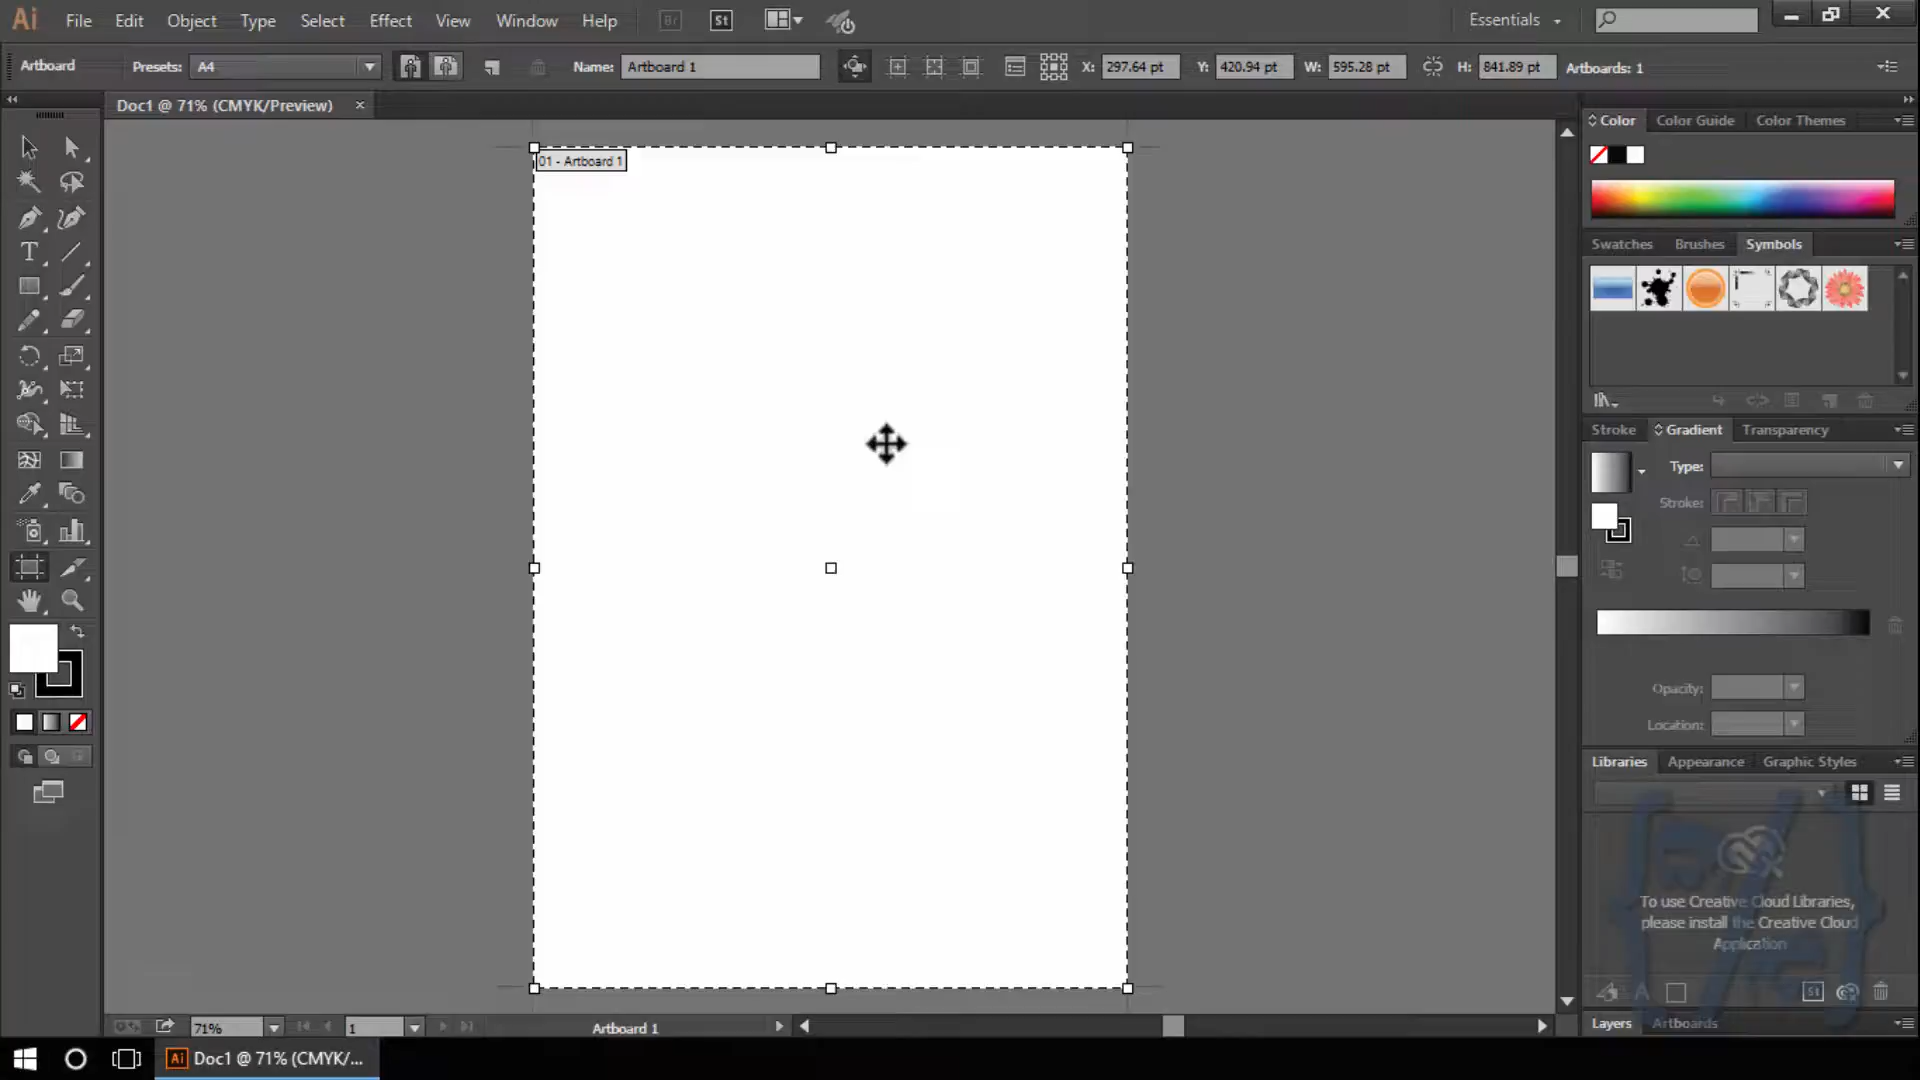 Ai File Edit Object Type Select Effect View Window Help Br St Essentials
Artboard Presets: A4 Name: Artboard 1 X: 297.64 pt Y: 420.94 pt W: 595.28 pt H: 841.89 pt Artboards: 1
Doc1 @ 71% (CMYK/Preview)
Color Color Guide Color Themes
01 - Artboard 1
T
Swatches Brushes Symbols
Stroke Gradient Transparency
Type:
Stroke:
Opacity:
Location:
Libraries Appearance Graphic Styles
To use Creative Cloud Libraries,
please install the Creative Cloud
Application
A St
Layers Artboards
71% 1 Artboard 1
Ai Doc1 @ 71% (CMYK/...